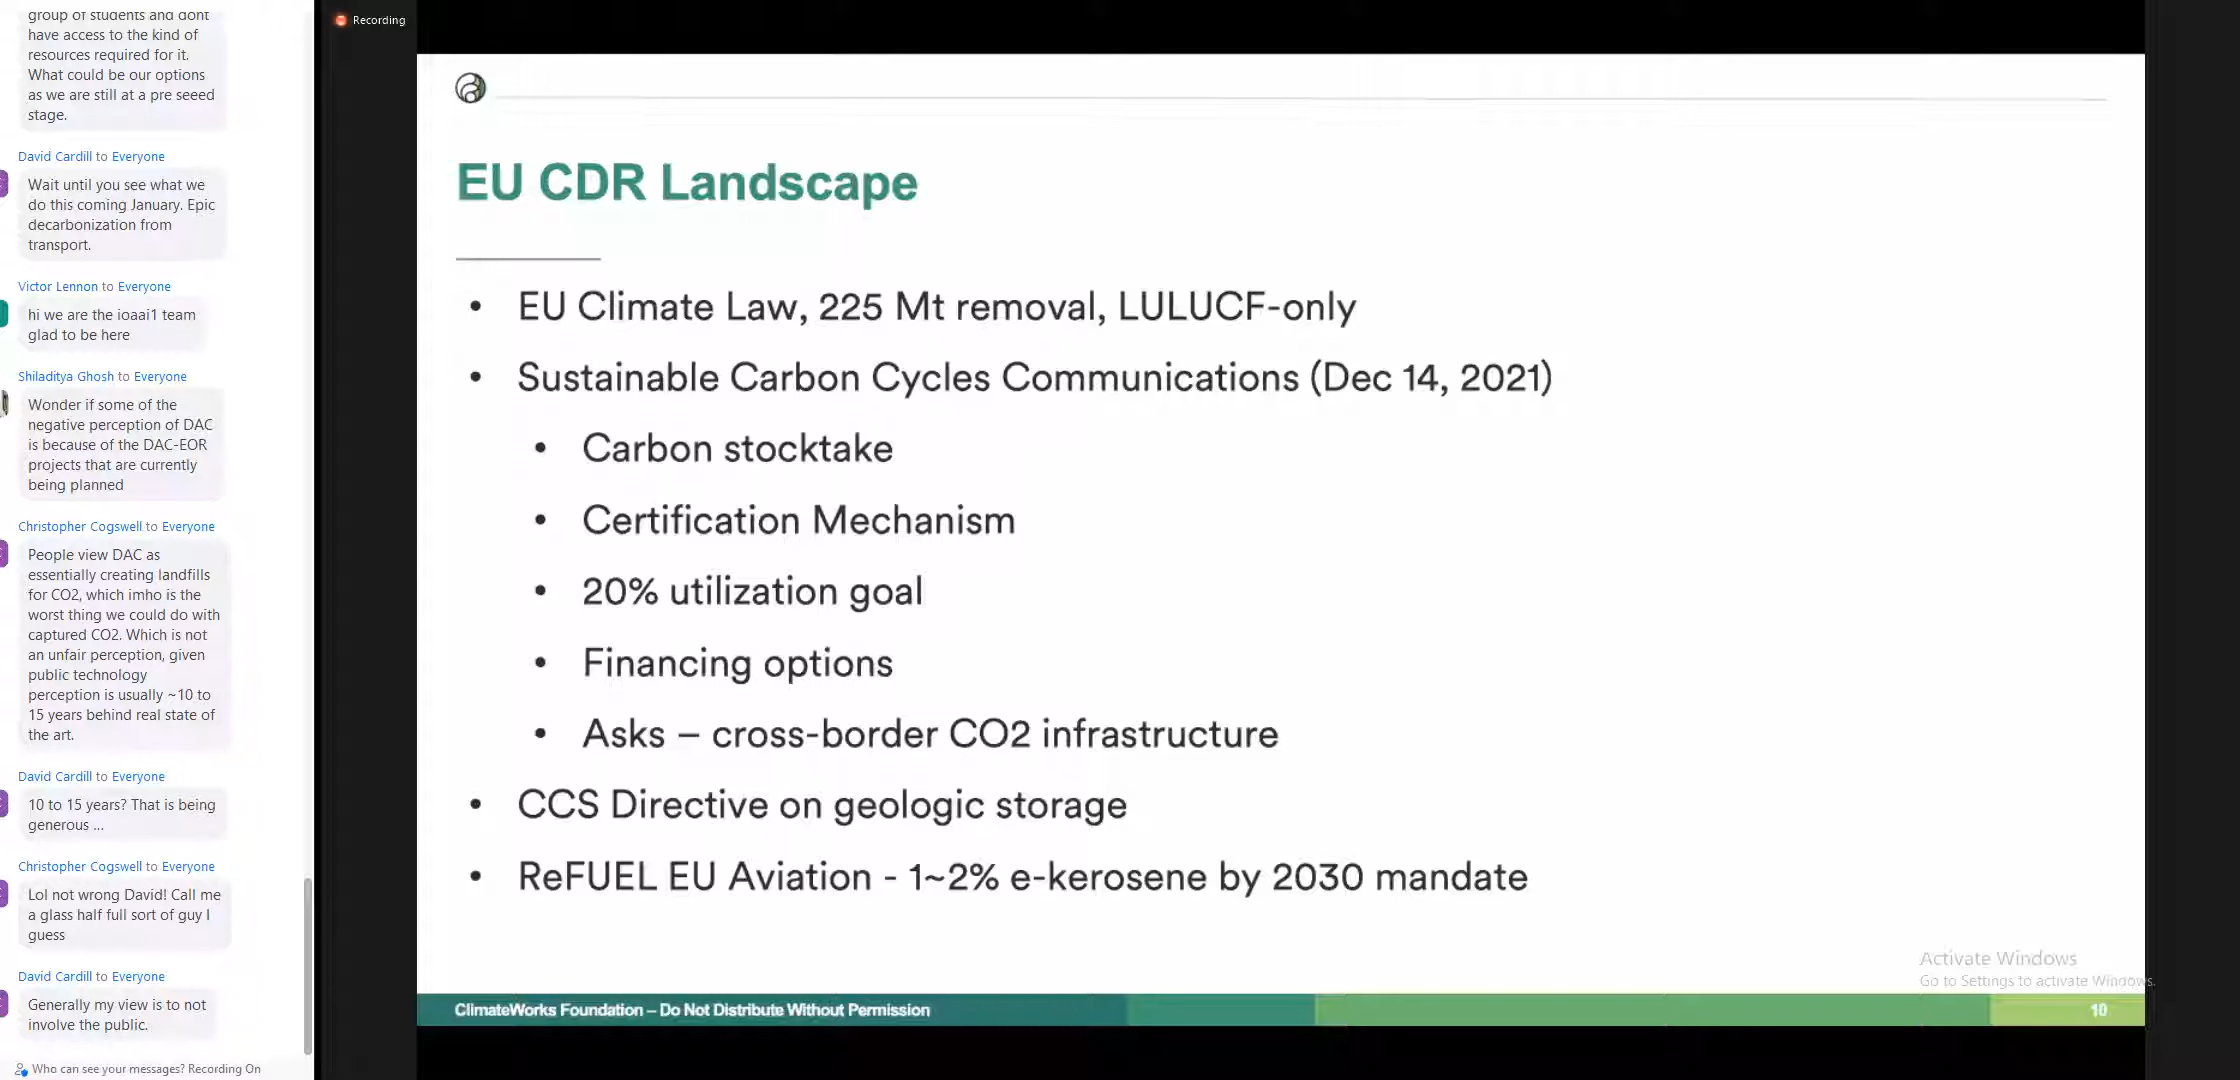 group of students and dont
have access to the kind of
resources required for it.
What could be our options
as we are still at a pre seeed
stage.
David Cardill to Everyone
Wait until you see what we
do this coming January. Epic
decarbonization from
transport.
Victor Lennon to Everyone
hi we are the ioaai1 team
glad to be here
Shiladitya Ghosh to Everyone
Wonder if some of the
negative perception of DAC
is because of the DAC-EOR
projects that are currently
being planned
Christopher Cogswell to Everyone
People view DAC as
essentially creating landfills
for CO2, which imho is the
worst thing we could do with
captured CO2. Which is not
an unfair perception, given
public technology
perception is usually ~10 to
15 years behind real state of
the art.
David Cardill to Everyone
10 to 15 years? That is being
generous ...
Christopher Cogswell to Everyone
Lol not wrong David! Call me
a glass half full sort of guy I
guess
David Cardill to Everyone
Generally my view is to not
involve the public.
Who can see your messages? Recording On
Recording
EU CDR Landscape
• EU Climate Law, 225 Mt removal, LULUCF-only
• Sustainable Carbon Cycles Communications (Dec 14, 2021)
• Carbon stocktake
• Certification Mechanism
• 20% utilization goal
• Financing options
• Asks – cross-border CO2 infrastructure
• CCS Directive on geologic storage
• ReFUEL EU Aviation - 1~2% e-kerosene by 2030 mandate
Activate Windows
Go to Settings to activate Windows.
ClimateWorks Foundation – Do Not Distribute Without Permission
10